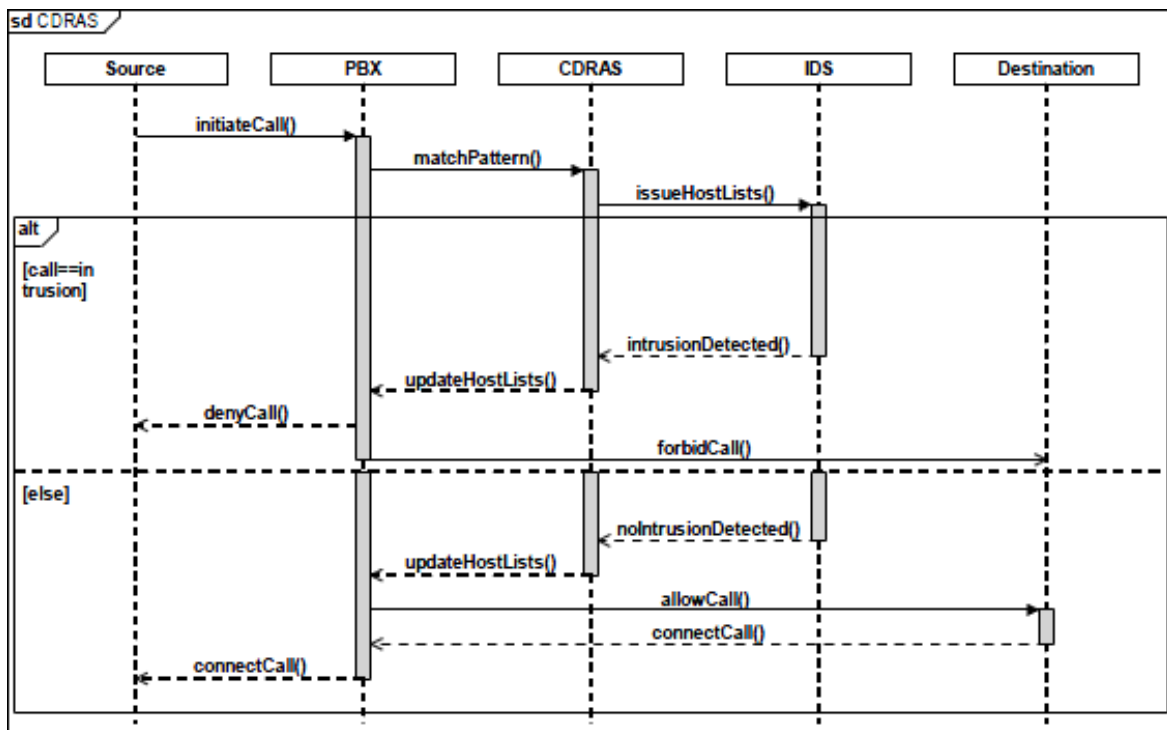 sd CDRAS
Source PBX CDRAS IDS Destination
initiateCall()
matchPattern()
issueHostLists()
alt
[call==in
trusion]
intrusionDetected()
updateHostLists()
denyCall()
forbidCall()
[else]
noIntrusionDetected()
updateHostLists()
allowCall()
connectCall()
connectCall()